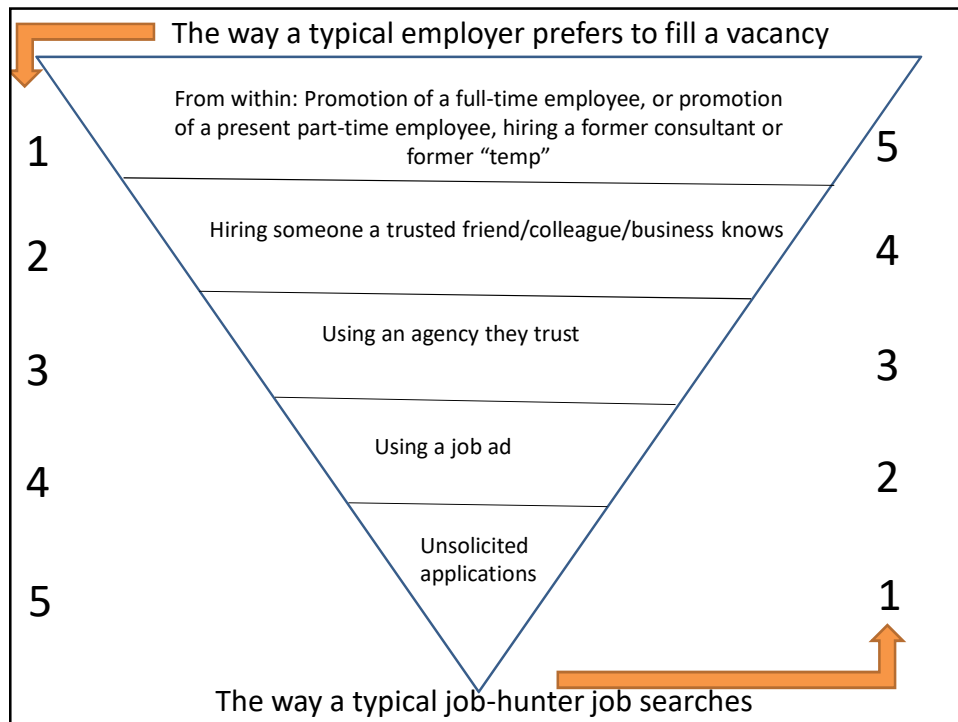 The way a typical employer prefers to fill a vacancy
From within: Promotion of a full-time employee, or promotion
of a present part-time employee, hiring a former consultant or
former “temp”
1
5
Hiring someone a trusted friend/colleague/business knows
2
4
Using an agency they trust
3
3
Using a job ad
4
2
Unsolicited
applications
5
1
The way a typical job-hunter job searches